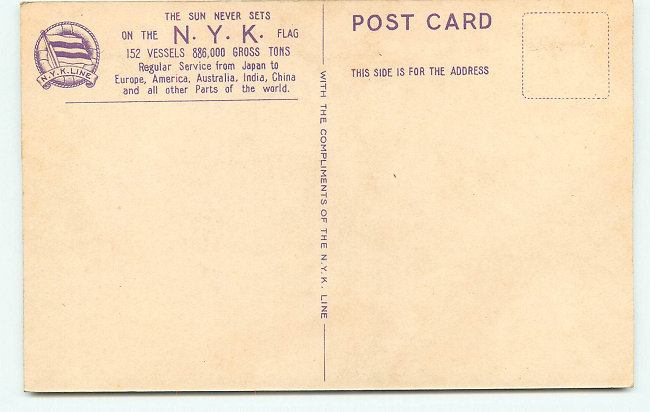 THE SUN NEVER SETS
ON THE N. Y. K. FLAG
152 VESSELS 886,000 GROSS TONS
Regular Service from Japan to
Europe, America, Australia, India, China
and all other Parts of the world.
N.Y.K.LINE
WITH THE COMPLIMENTS OF THE N.Y.K. LINE
POST CARD
THIS SIDE IS FOR THE ADDRESS